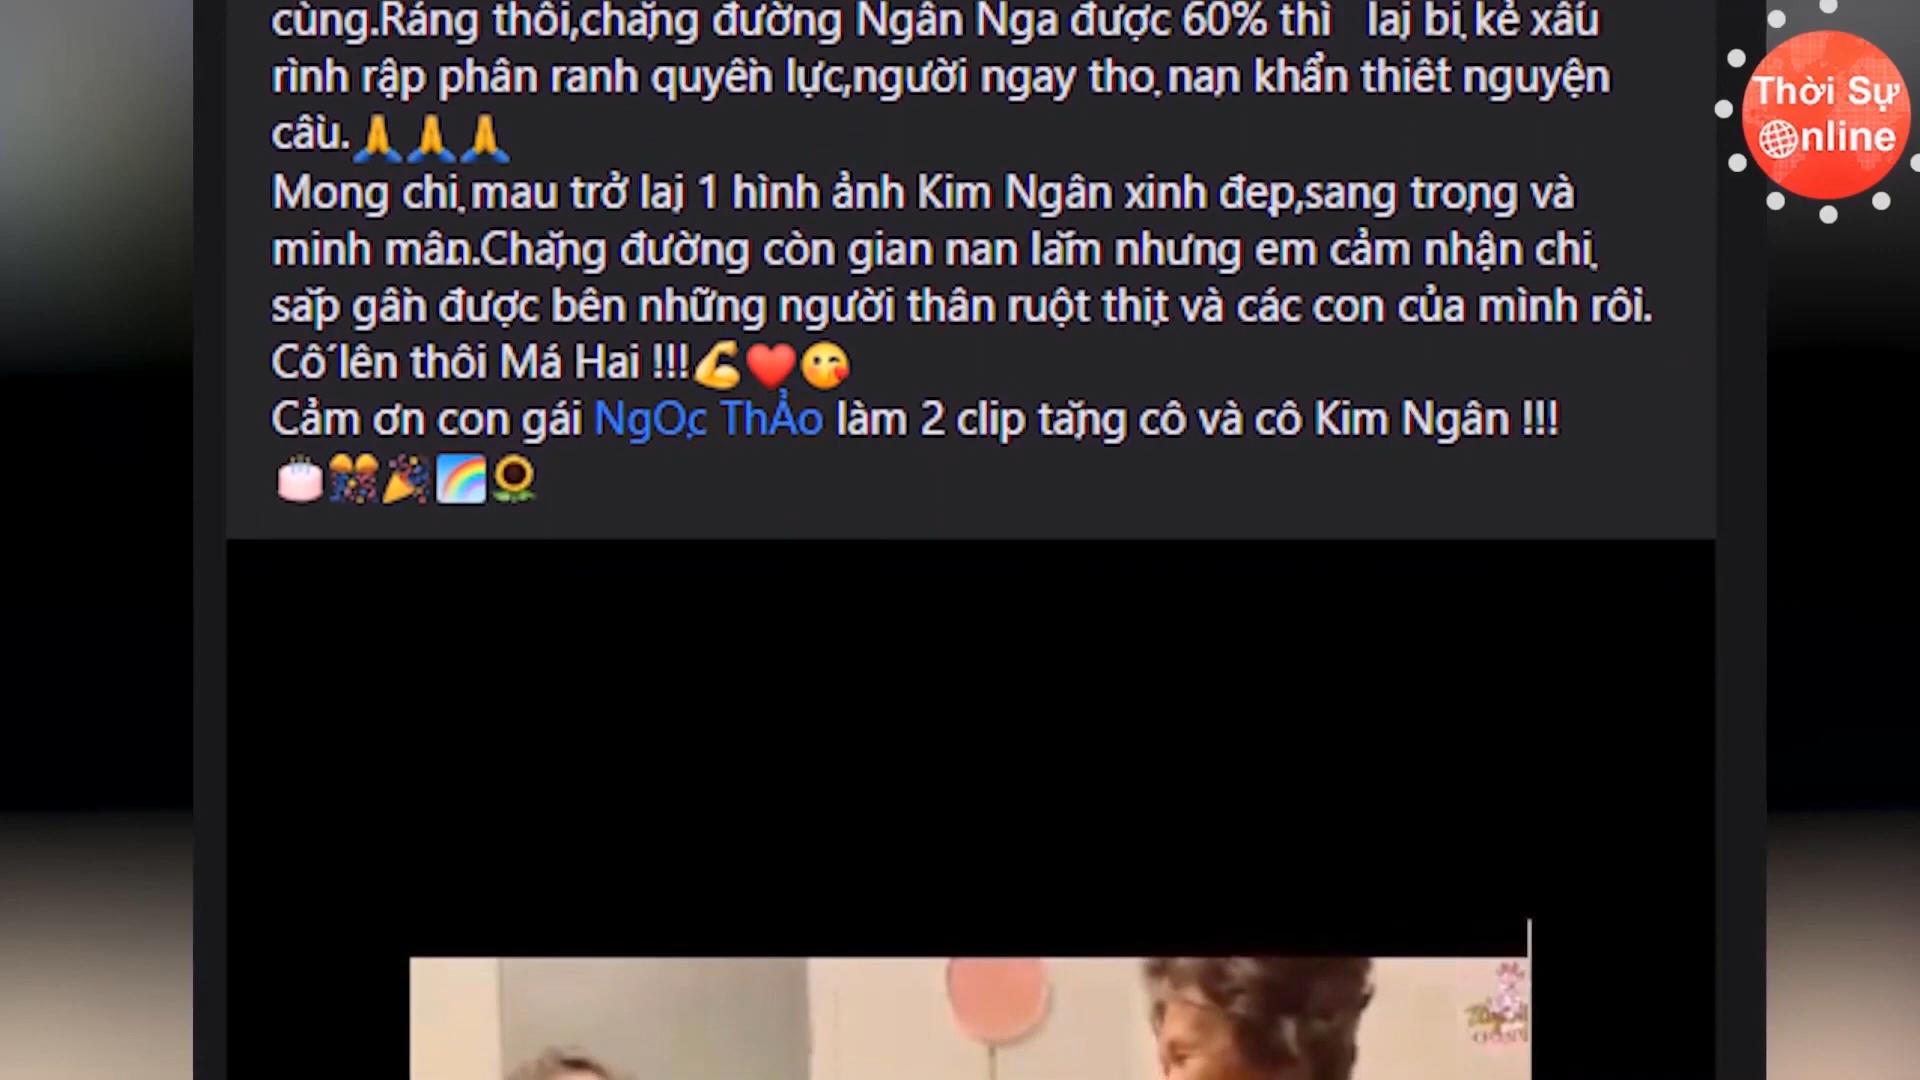 cùng.Ráng thôi,chặng đường Ngân Nga được 60% thì lại bị kẻ xấu
rình rập phân ranh quyền lực,người ngay thọ nạn khẩn thiết nguyện
cầu.🙏🙏🙏
Mong chị mau trở lại 1 hình ảnh Kim Ngân xinh đẹp,sang trọng và
minh mẫn.Chặng đường còn gian nan lắm nhưng em cảm nhận chị
sắp gần được bên những người thân ruột thịt và các con của mình rồi.
Cố lên thôi Má Hai !!!💪❤️😘
Cảm ơn con gái NgỌc ThẢo làm 2 clip tặng cô và cô Kim Ngân !!!
🎂🎊🎉🌈🌻
Thời Sự
Online